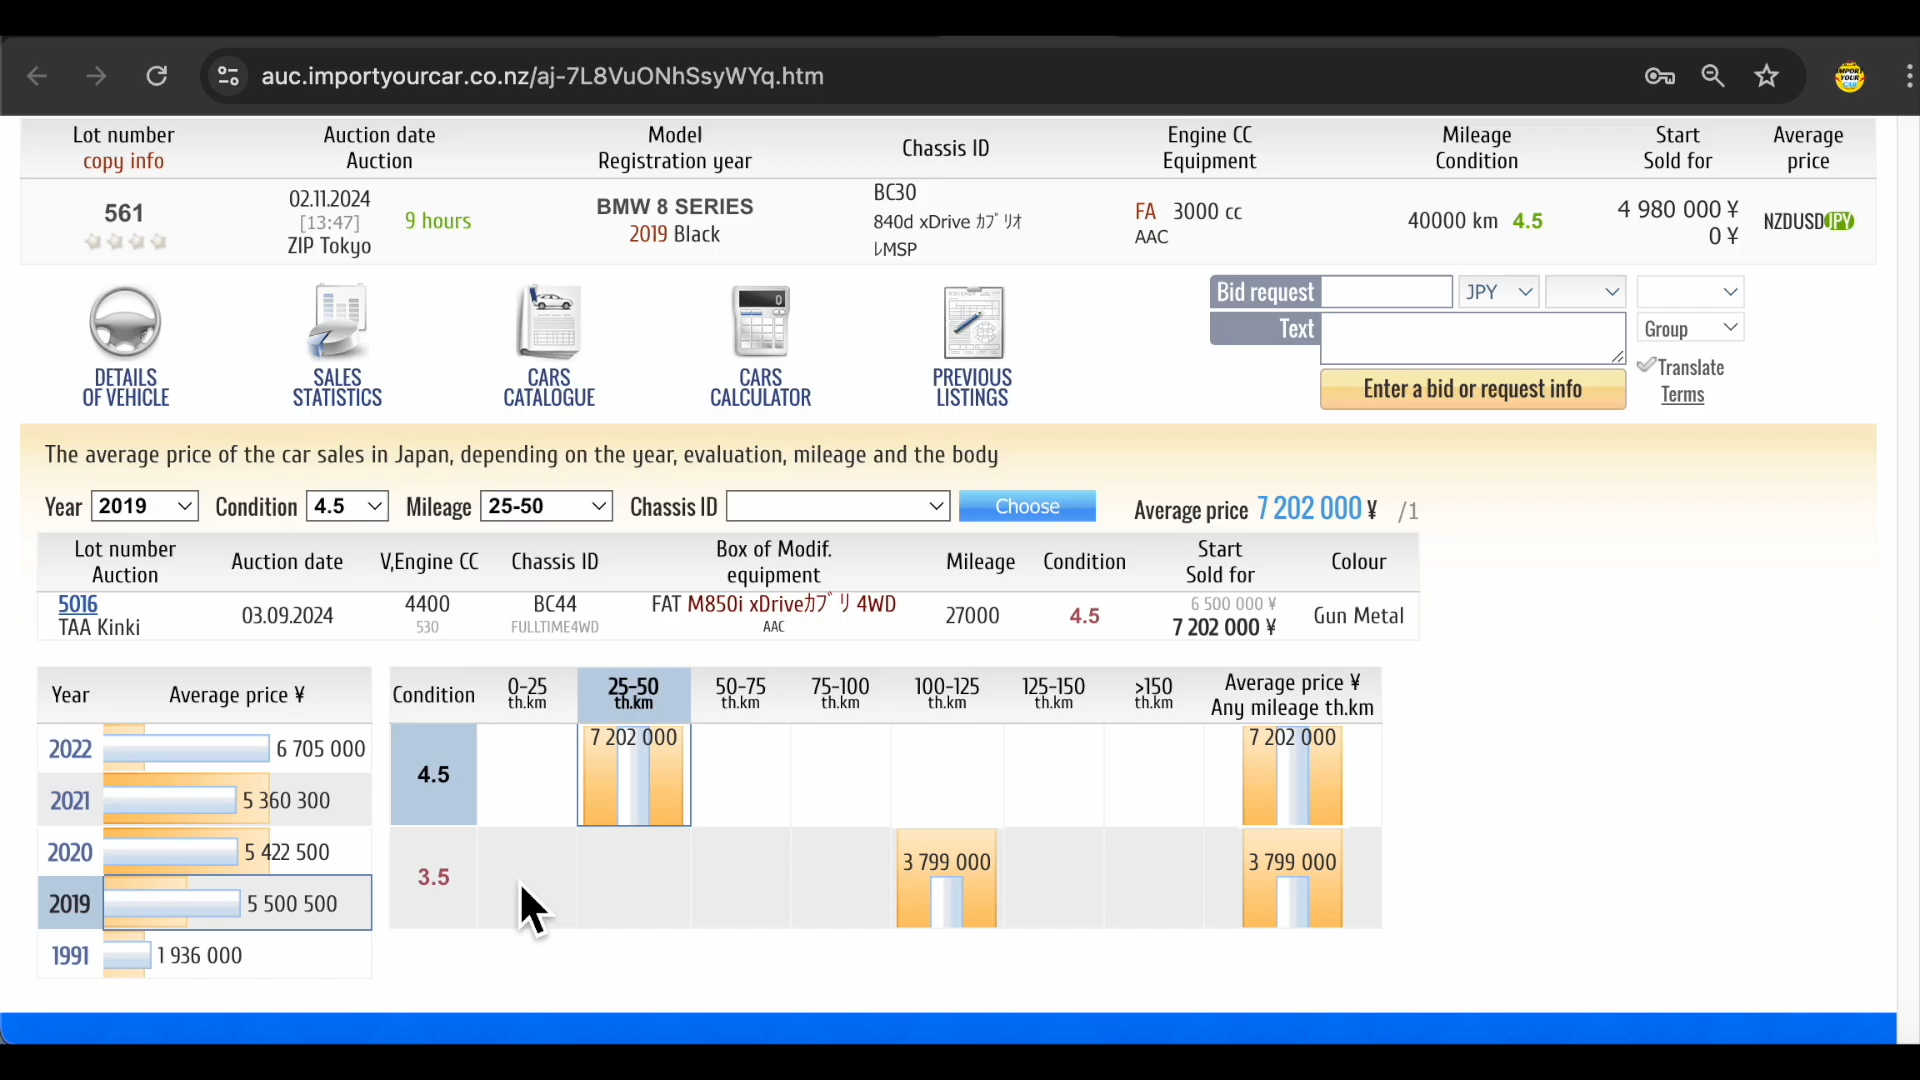 auc.importyourcar.co.nz/aj-7L8VuONhSsyWYq.htm
IMPORT YOUR CAR
Lot number
copy info
Auction date
Auction
Model
Registration year
Chassis ID
Engine CC
Equipment
Mileage
Condition
Start
Sold for
Average
price
561
02.11.2024
[13:47]
ZIP Tokyo
9 hours
BMW 8 SERIES
2019 Black
BC30
840d xDrive ｶﾌﾞﾘｵ
ﾚMSP
FA 3000 cc
AAC
40000 km 4.5
4 980 000 ¥
0 ¥
NZDUSDJPY
DETAILS
OF VEHICLE
SALES
STATISTICS
CARS
CATALOGUE
0
CARS
CALCULATOR
PREVIOUS
LISTINGS
Bid request
JPY
Text
Group
Translate
Terms
Enter a bid or request info
The average price of the car sales in Japan, depending on the year, evaluation, mileage and the body
Year 2019 Condition 4.5 Mileage 25-50 Chassis ID Choose Average price 7 202 000 ¥ /1
Lot number
Auction
Auction date
V,Engine CC
Chassis ID
Box of Modif.
equipment
Mileage
Condition
Start
Sold for
Colour
5016
TAA Kinki
03.09.2024
4400
530
BC44
FULLTIME4WD
FAT M850i xDriveｶﾌﾞﾘ 4WD
AAC
27000
4.5
6 500 000 ¥
7 202 000 ¥
Gun Metal
Year Average price ¥
2022 6 705 000
2021 5 360 300
2020 5 422 500
2019 5 500 500
1991 1 936 000
Condition
0-25
th.km
25-50
th.km
50-75
th.km
75-100
th.km
100-125
th.km
125-150
th.km
>150
th.km
Average price ¥
Any mileage th.km
4.5 7 202 000 7 202 000
3.5 3 799 000 3 799 000